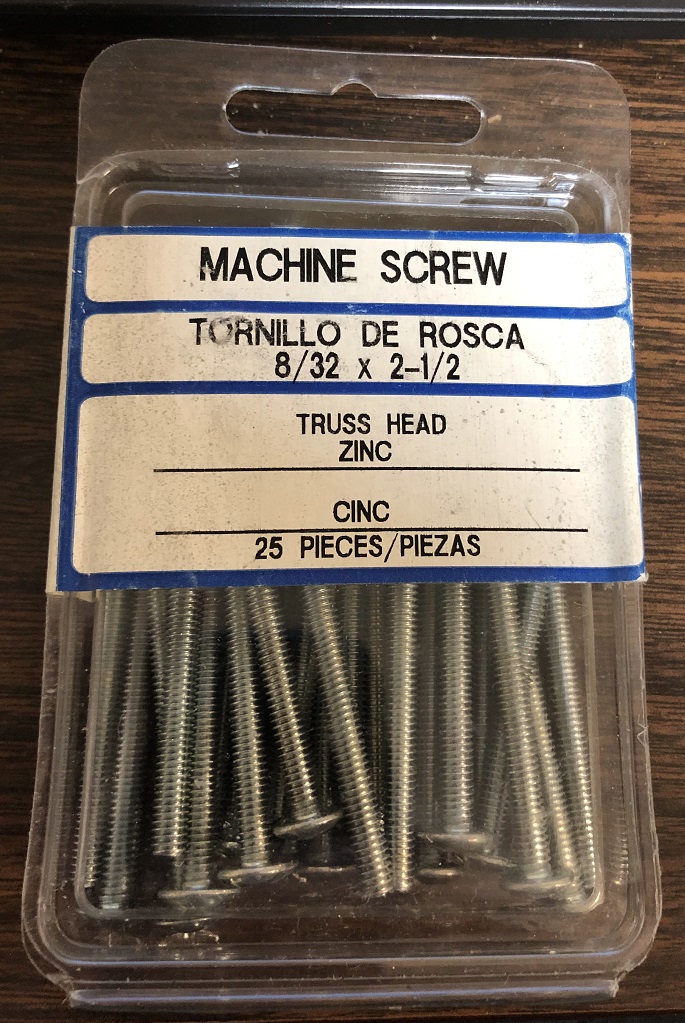 MACHINE SCREW
TORNILLO DE ROSCA
8/32 x 2-1/2
TRUSS HEAD
ZINC
CINC
25 PIECES/PIEZAS